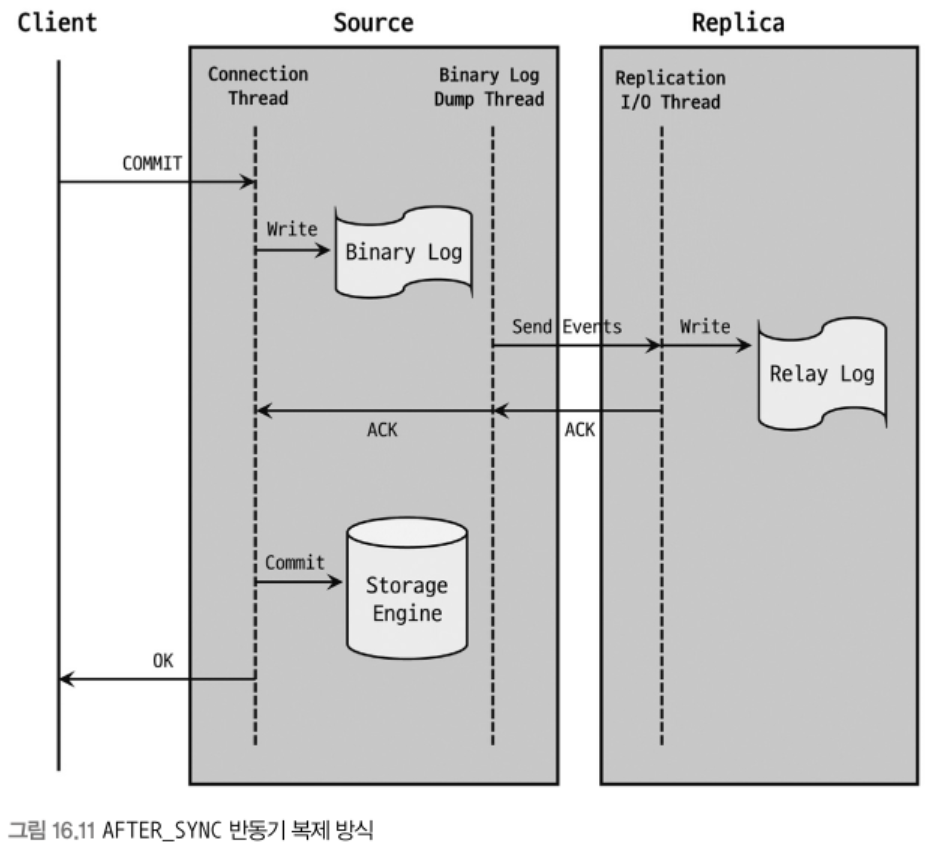 Client
Source
Replica
Connection
Thread
Binary Log
Dump Thread
Replication
I/O Thread
COMMIT
Write
Binary Log
Send Events
Write
Relay Log
ACK
ACK
Commit
Storage
Engine
OK
그림 16.11 AFTER_SYNC 반동기 복제 방식